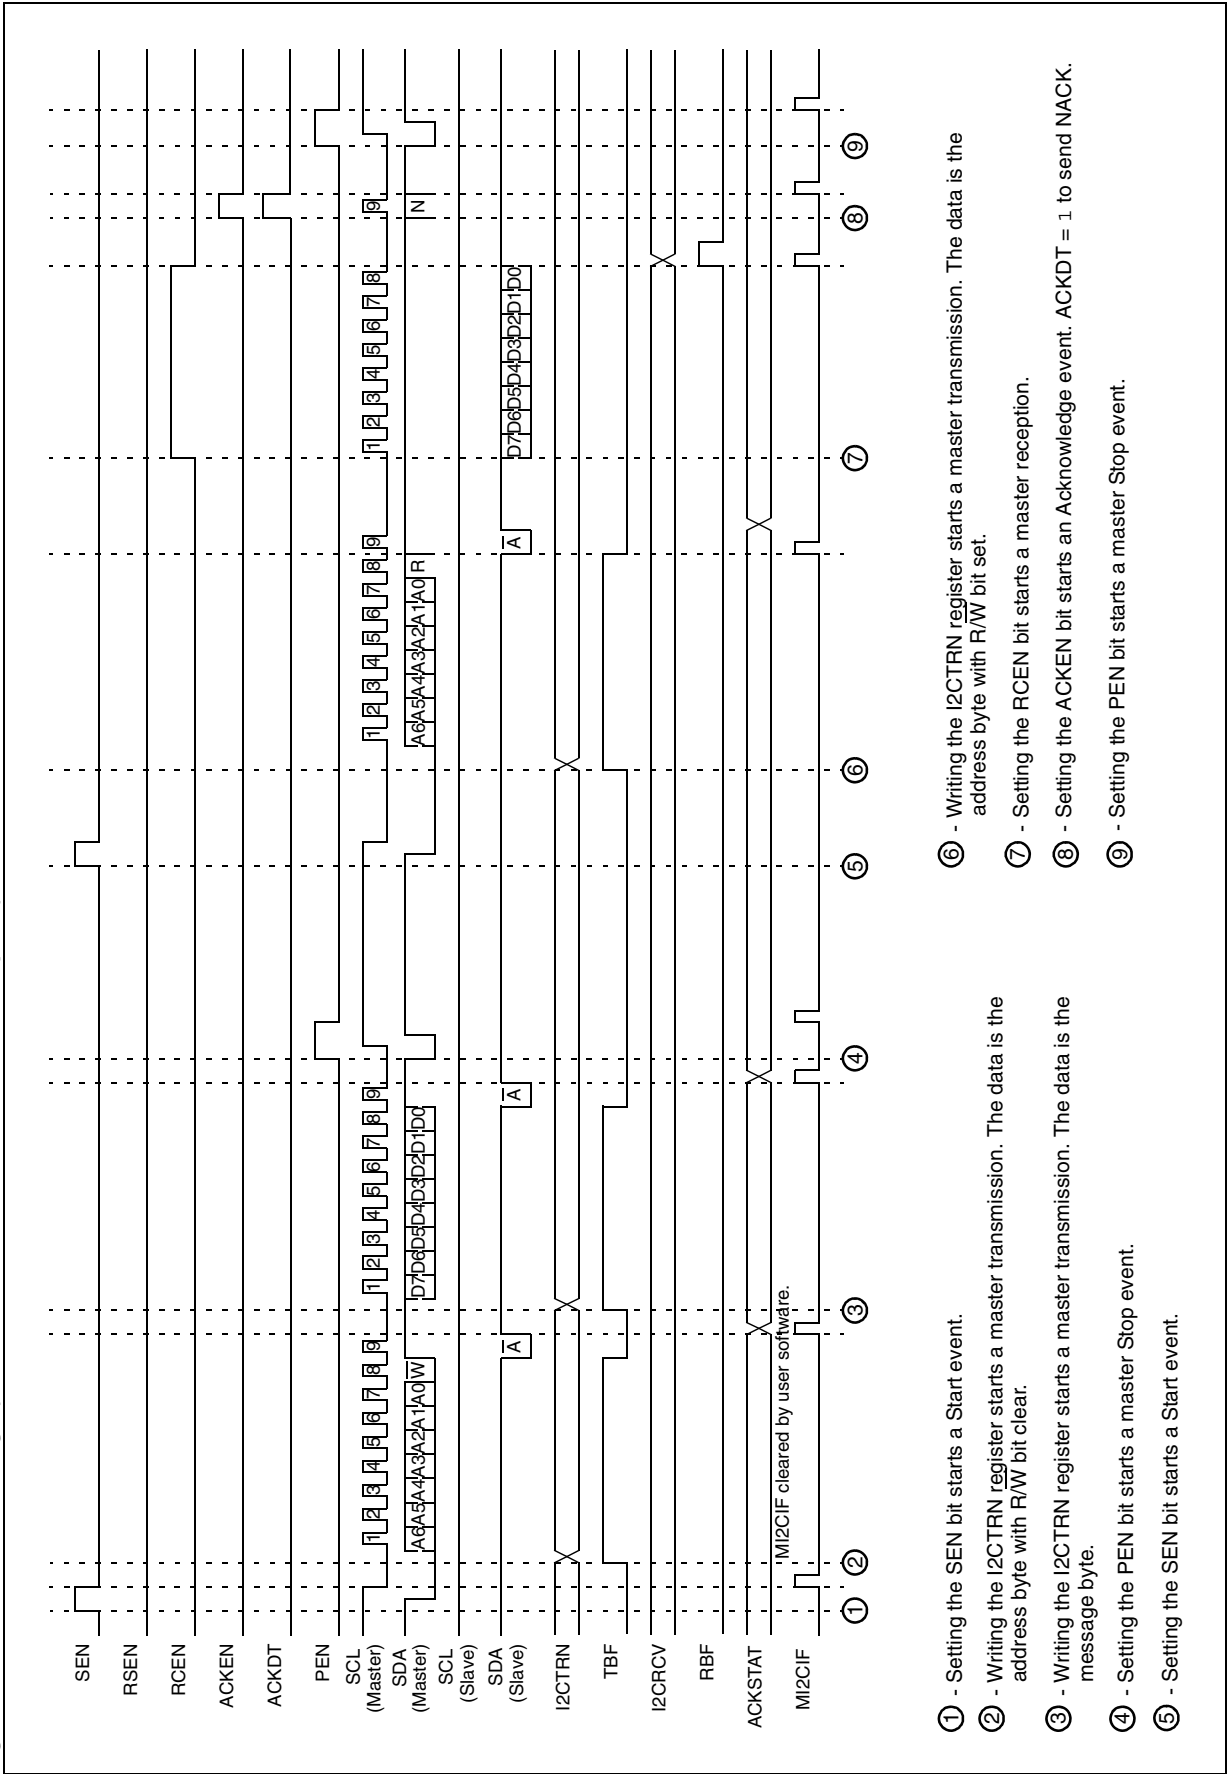 SEN
RSEN
RCEN
ACKEN
ACKDT
PEN
SCL
(Master)
1 2 3 4 5 6 7 8 9 1 2 3 4 5 6 7 8 9 1 2 3 4 5 6 7 8 9 1 2 3 4 5 6 7 8 9
SDA
(Master)
A6 A5 A4 A3 A2 A1 A0 W̅ D7 D6 D5 D4 D3 D2 D1 D0 A6 A5 A4 A3 A2 A1 A0 R N
SCL
(Slave)
SDA
(Slave)
A̅ A̅ A̅ D7 D6 D5 D4 D3 D2 D1 D0
I2CTRN
TBF
I2CRCV
RBF
ACKSTAT
MI2CIF cleared by user software.
MI2CIF
1 2 3 4 5 6 7 8 9
1 - Setting the SEN bit starts a Start event.
2 - Writing the I2CTRN register starts a master transmission. The data is the
address byte with R/W̅ bit clear.
3 - Writing the I2CTRN register starts a master transmission. The data is the
message byte.
4 - Setting the PEN bit starts a master Stop event.
5 - Setting the SEN bit starts a Start event.
6 - Writing the I2CTRN register starts a master transmission. The data is the
address byte with R/W̅ bit set.
7 - Setting the RCEN bit starts a master reception.
8 - Setting the ACKEN bit starts an Acknowledge event. ACKDT = 1 to send NACK.
9 - Setting the PEN bit starts a master Stop event.